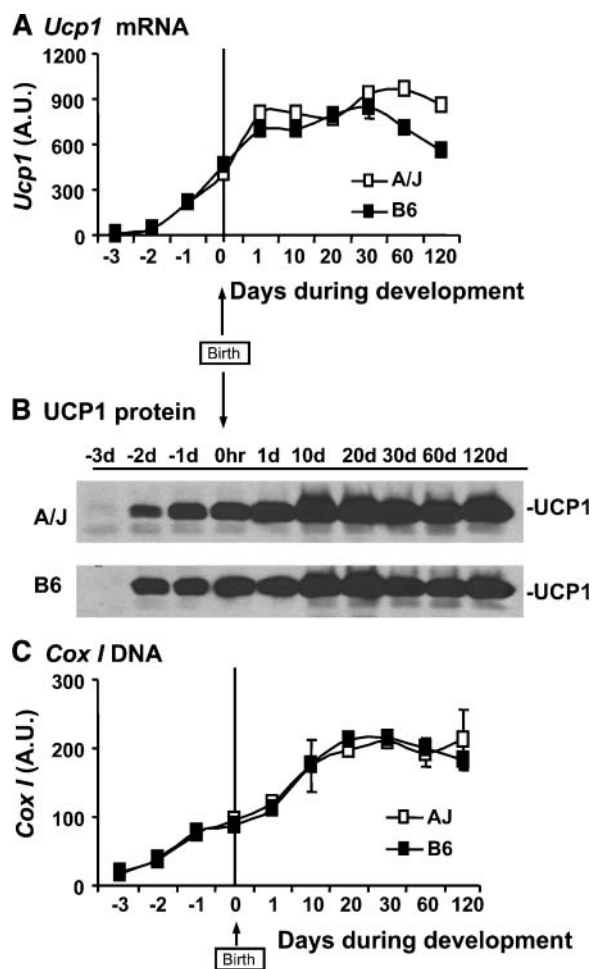 A Ucp1 mRNA
1200
900
600
300
0
Ucp1 (A.U.)
A/J
B6
-3 -2 -1 0 1 10 20 30 60 120
Days during development
Birth
B UCP1 protein
-3d -2d -1d 0hr 1d 10d 20d 30d 60d 120d
A/J -UCP1
B6 -UCP1
C Cox I DNA
300
200
100
0
Cox I (A.U.)
AJ
B6
-3 -2 -1 0 1 10 20 30 60 120
Birth Days during development